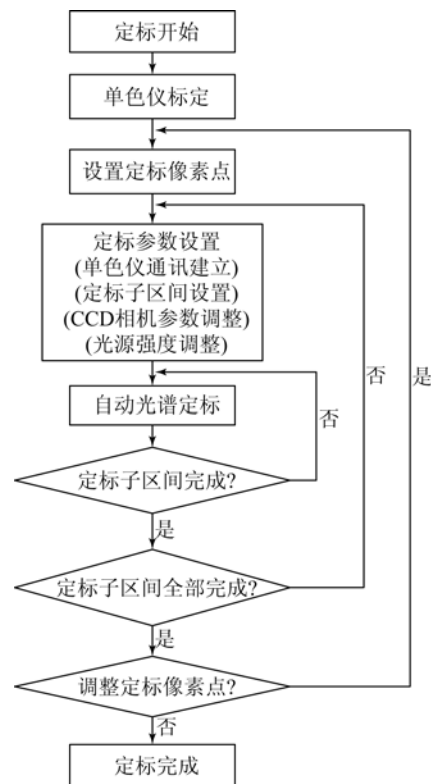 定标开始
单色仪标定
设置定标像素点
定标参数设置
(单色仪通讯建立)
(定标子区间设置)
(CCD相机参数调整)
(光源强度调整)
自动光谱定标
否
否
是
定标子区间完成?
是
定标子区间全部完成?
是
调整定标像素点?
否
定标完成